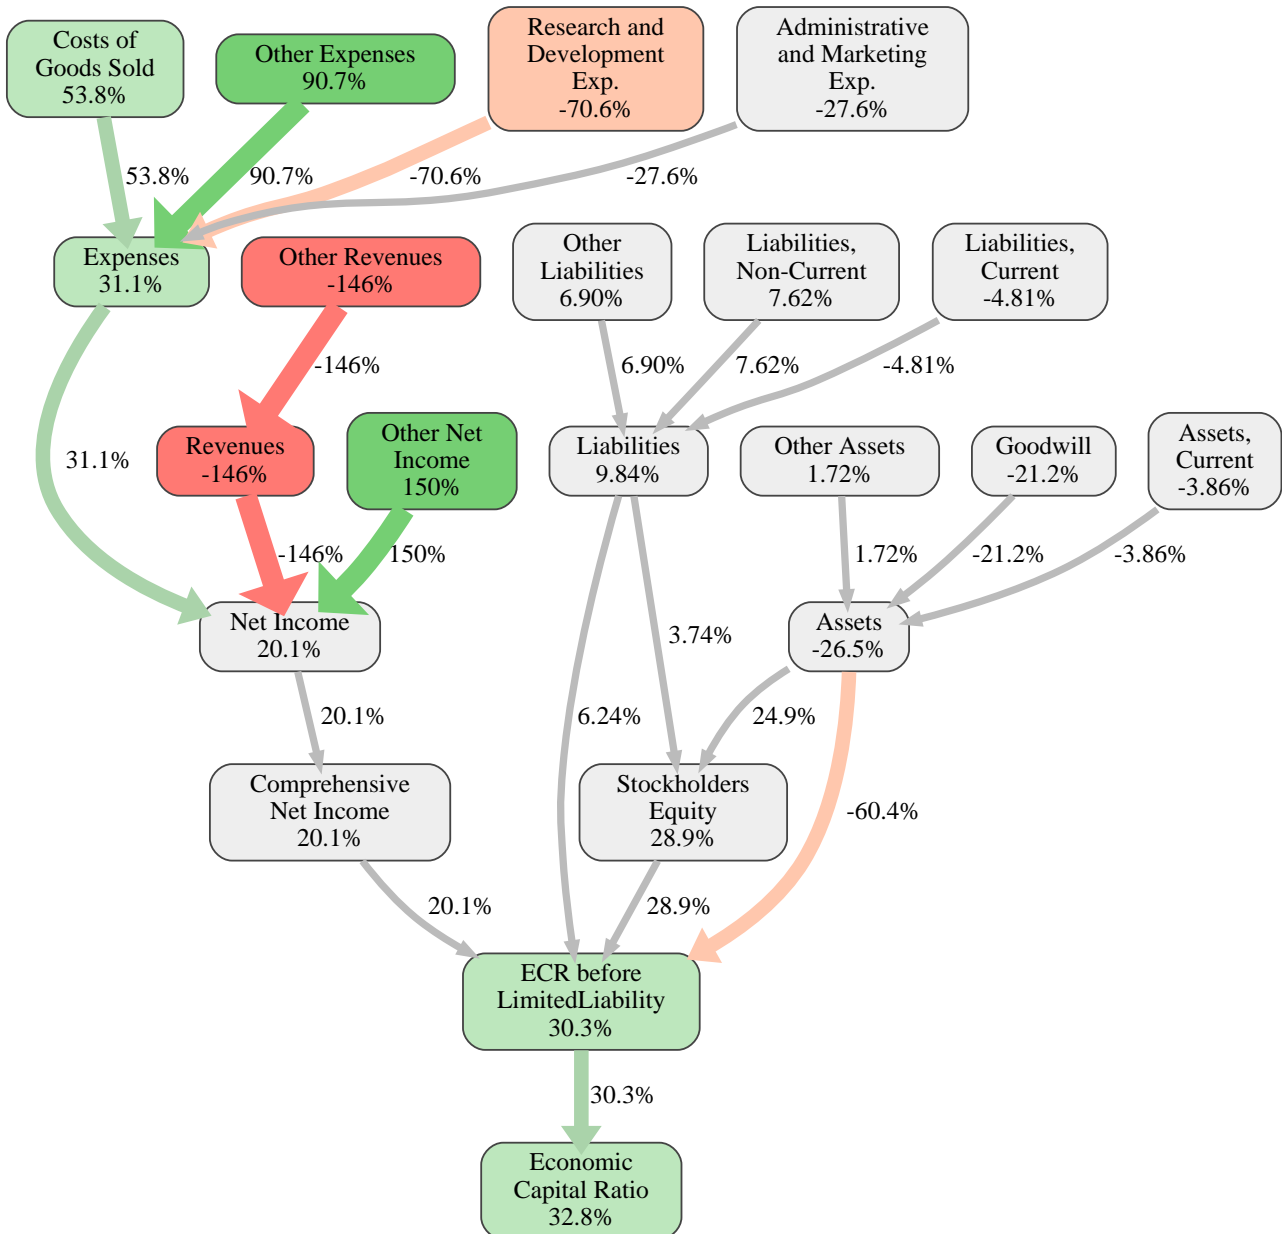 Costs of
Goods Sold
53.8%
Other Expenses
90.7%
Research and
Development
Exp.
-70.6%
Administrative
and Marketing
Exp.
-27.6%
53.8%
90.7%
-70.6%
-27.6%
Expenses
31.1%
Other Revenues
-146%
Other
Liabilities
6.90%
Liabilities,
Non-Current
7.62%
Liabilities,
Current
-4.81%
-146%
6.90%
7.62%
-4.81%
31.1%
Revenues
-146%
Other Net
Income
150%
Liabilities
9.84%
Other Assets
1.72%
Goodwill
-21.2%
Assets,
Current
-3.86%
-146%
150%
1.72%
-21.2%
-3.86%
Net Income
20.1%
3.74%
Assets
-26.5%
20.1%
6.24%
24.9%
Comprehensive
Net Income
20.1%
Stockholders
Equity
28.9%
-60.4%
20.1%
28.9%
ECR before
LimitedLiability
30.3%
30.3%
Economic
Capital Ratio
32.8%